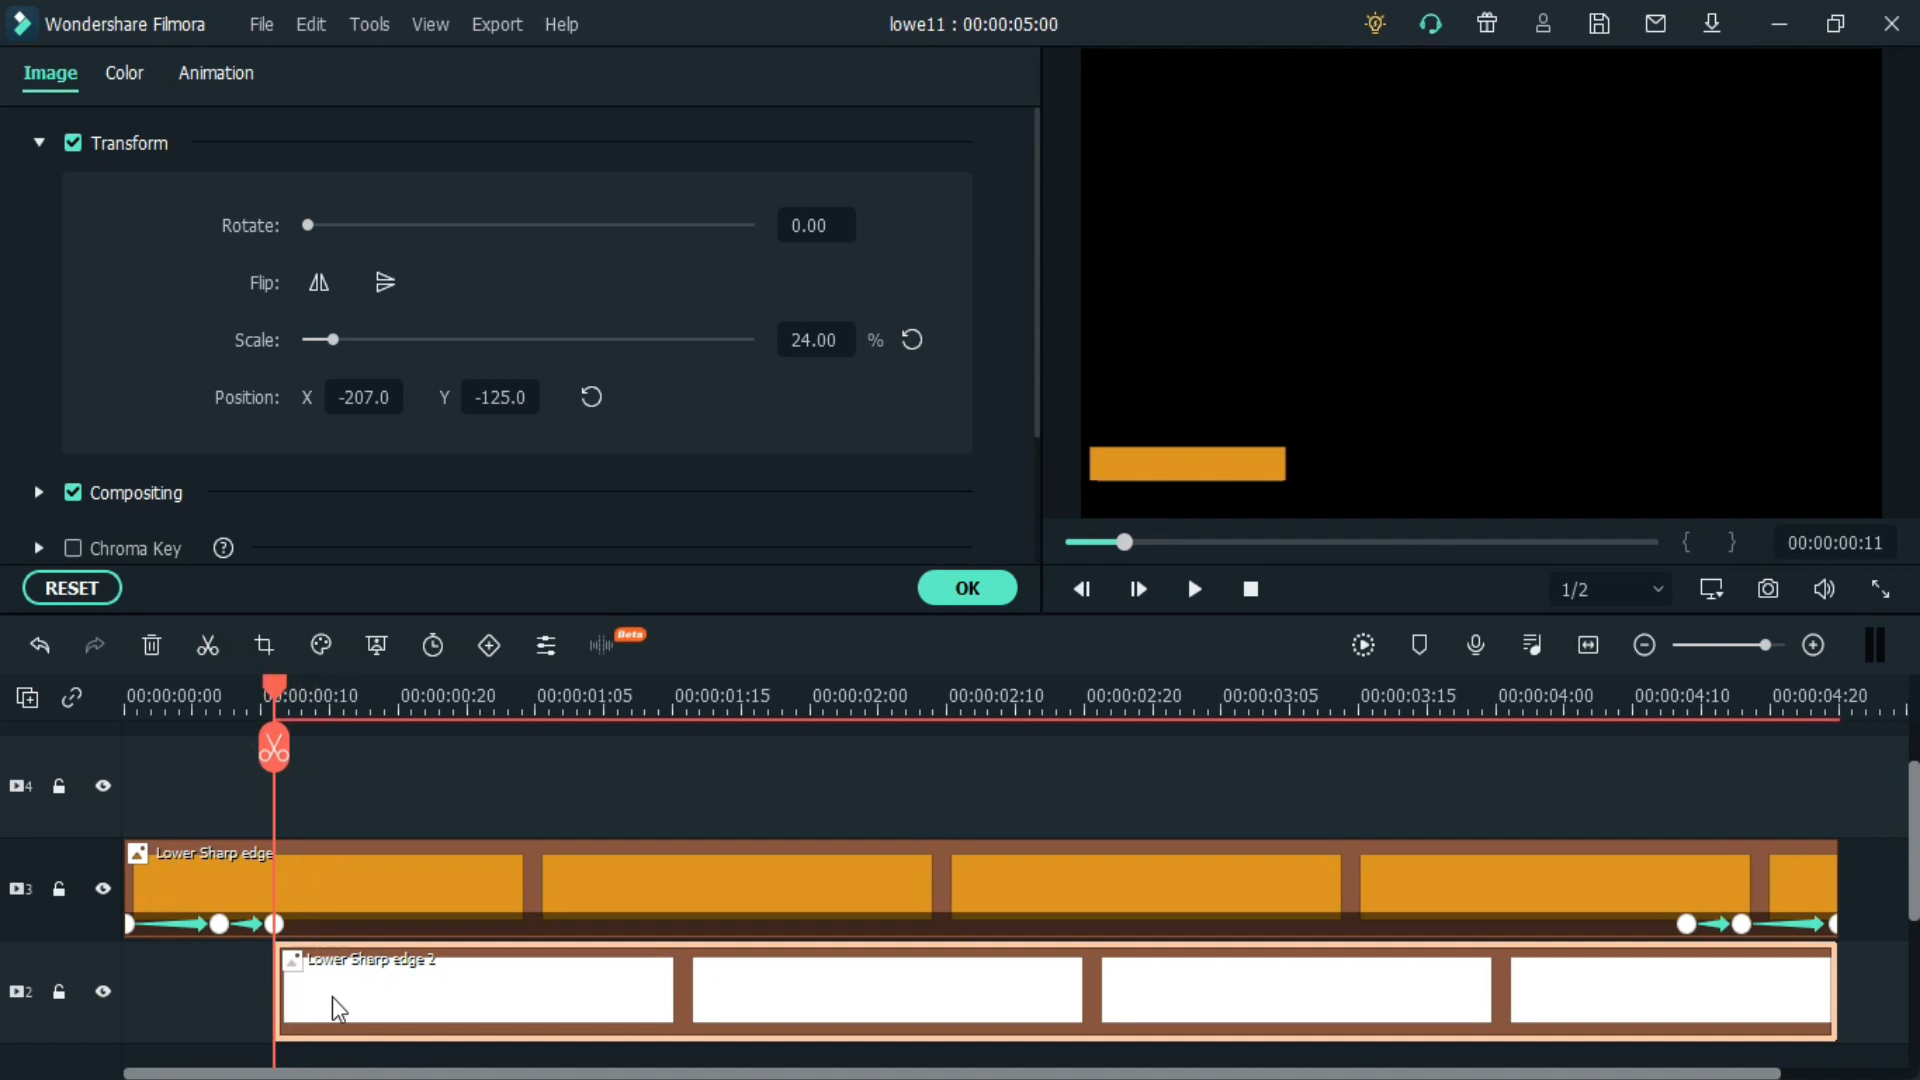 Wondershare Filmora File Edit Tools View Export Help lowe11 : 00:00:05:00
Image Color Animation
Transform
Rotate: 0.00
Flip:
Scale: 24.00 %
Position: X -207.0 Y -125.0
Compositing
Chroma Key ?
00:00:00:11
RESET OK
1/2
Beta
00:00:00:00 00:00:00:10 00:00:00:20 00:00:01:05 00:00:01:15 00:00:02:00 00:00:02:10 00:00:02:20 00:00:03:05 00:00:03:15 00:00:04:00 00:00:04:10 00:00:04:20
4
Lower Sharp edge
3
Lower Sharp edge 2
2